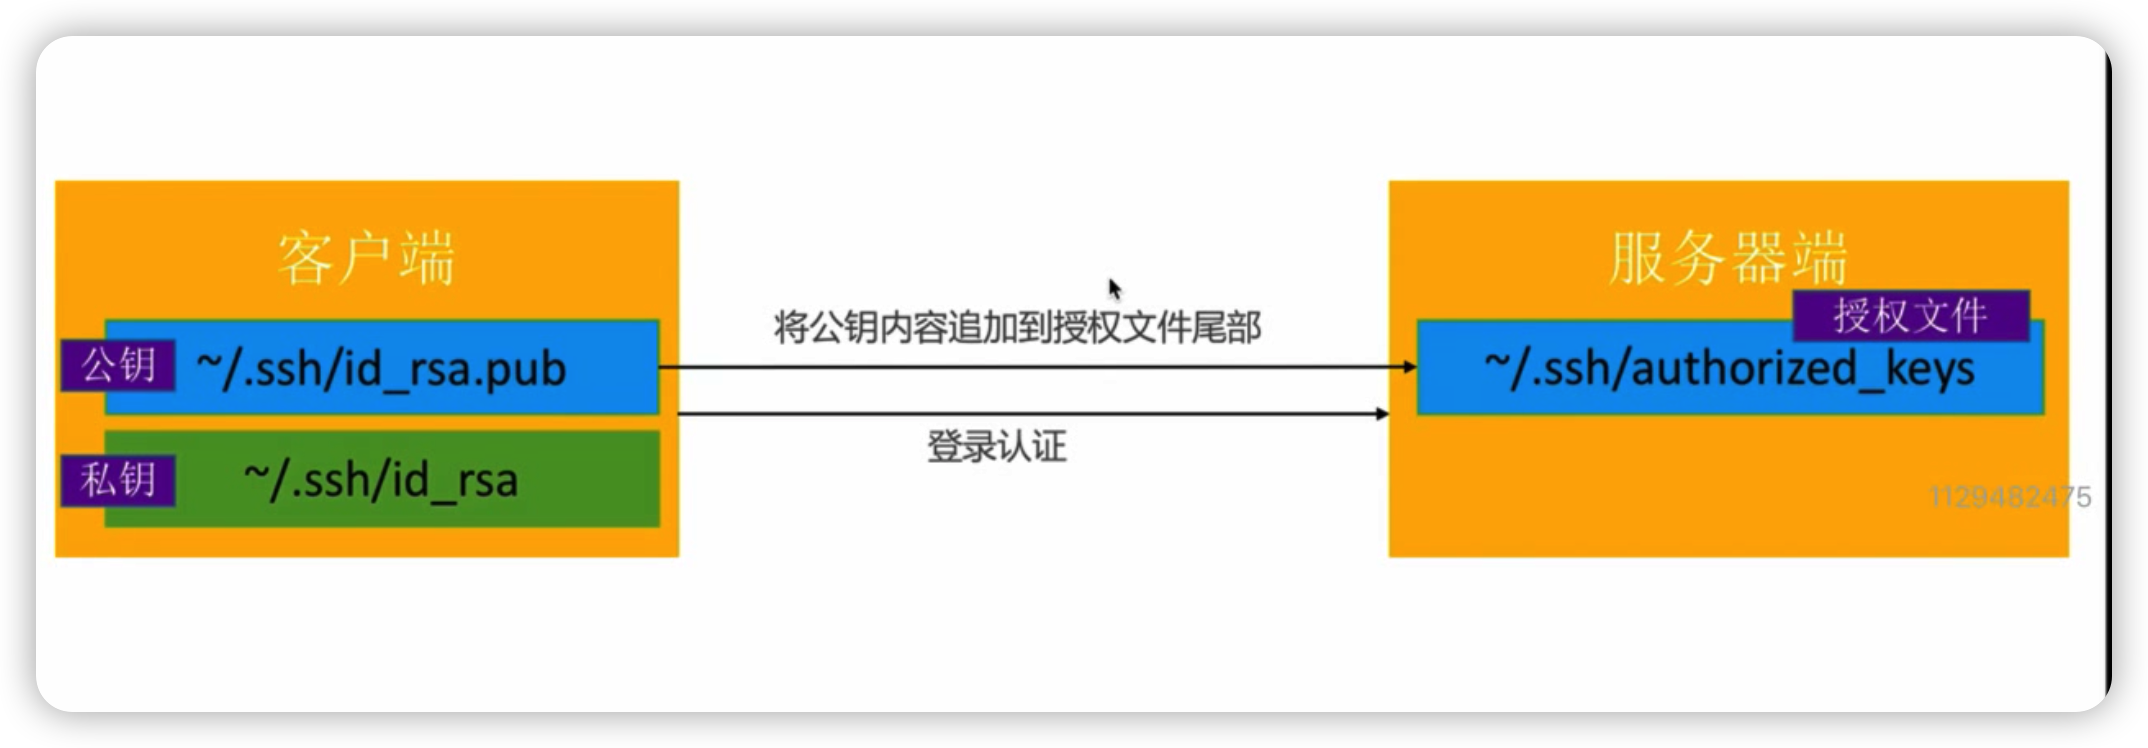 客户端
公钥
~/.ssh/id_rsa.pub
私钥
~/.ssh/id_rsa
将公钥内容追加到授权文件尾部
登录认证
服务器端
授权文件
~/.ssh/authorized_keys
1129482475